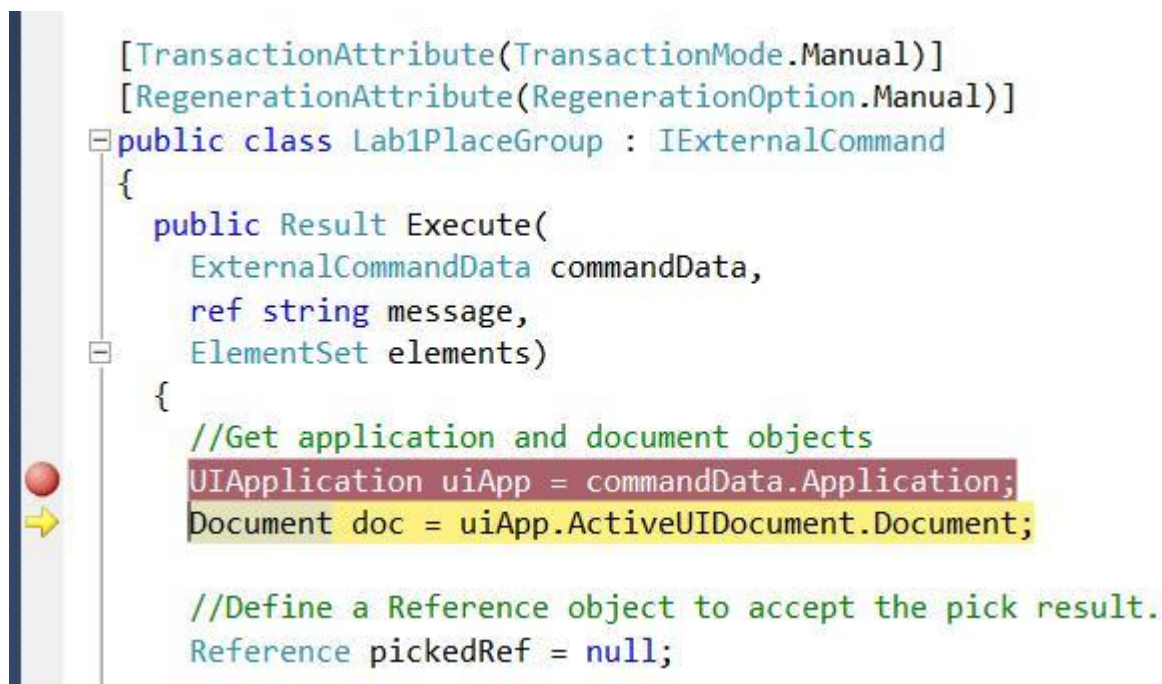 [TransactionAttribute(TransactionMode.Manual)]
[RegenerationAttribute(RegenerationOption.Manual)]
public class Lab1PlaceGroup : IExternalCommand
{
public Result Execute(
ExternalCommandData commandData,
ref string message,
ElementSet elements)
{
//Get application and document objects
UIApplication uiApp = commandData.Application;
Document doc = uiApp.ActiveUIDocument.Document;
//Define a Reference object to accept the pick result.
Reference pickedRef = null;